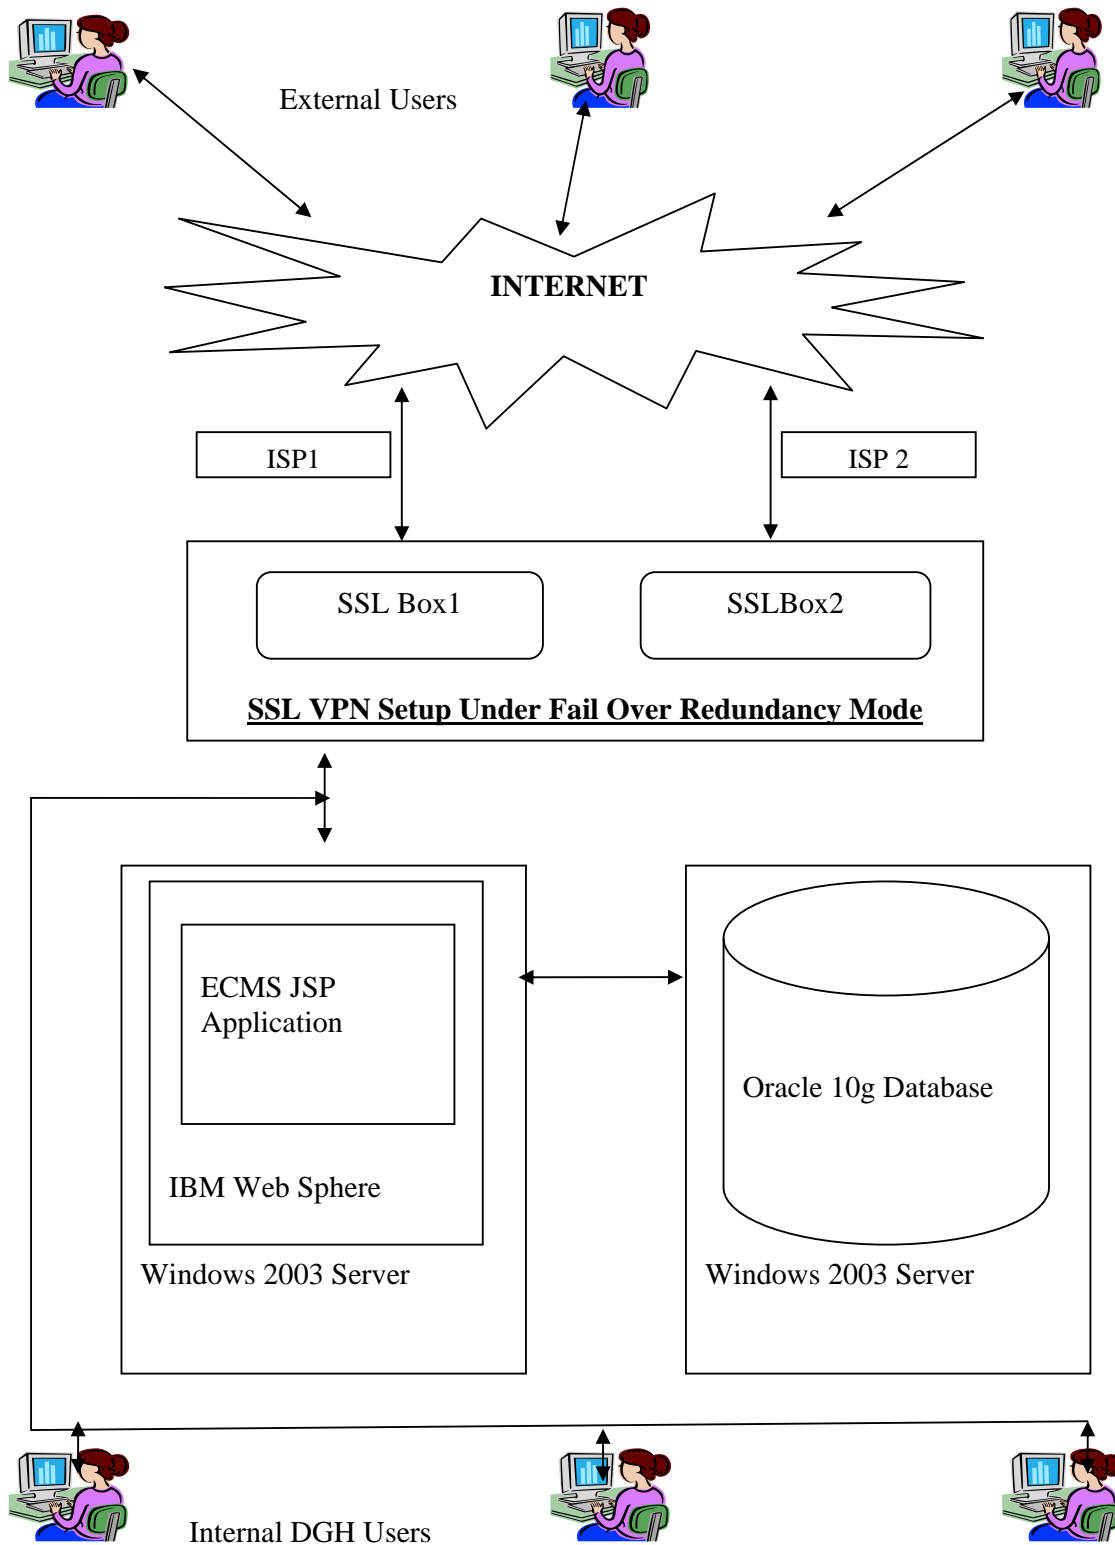 External Users
INTERNET
ISP1
ISP 2
SSL Box1
SSLBox2
SSL VPN Setup Under Fail Over Redundancy Mode
ECMS JSP
Application
Oracle 10g Database
IBM Web Sphere
Windows 2003 Server
Windows 2003 Server
Internal DGH Users